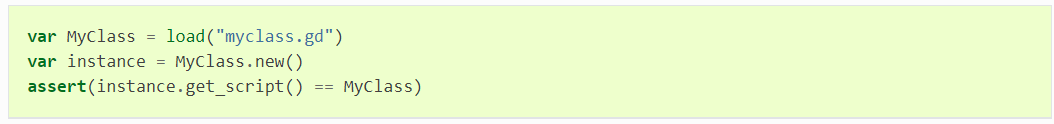 var MyClass = load("myclass.gd")
var instance = MyClass.new()
assert(instance.get_script() == MyClass)